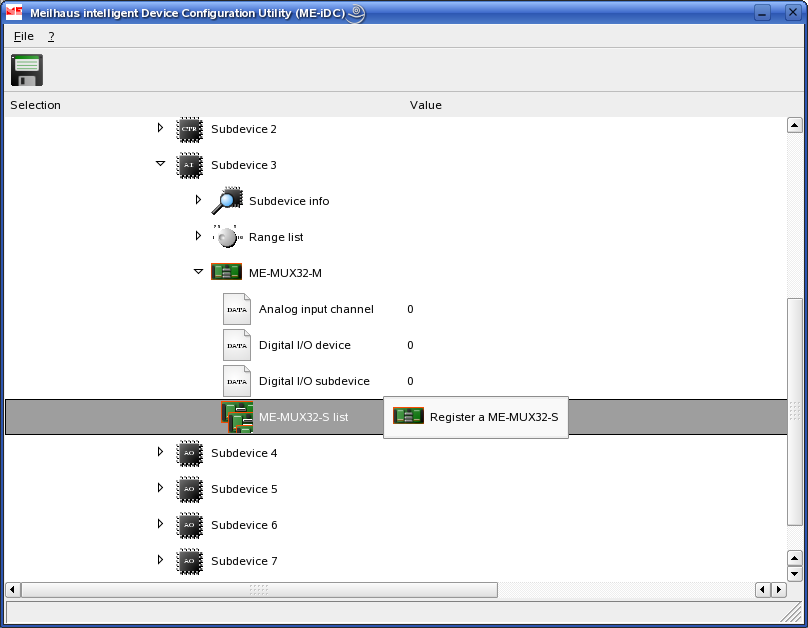 Meilhaus intelligent Device Configuration Utility (ME-iDC)
File ?
Selection Value
CTR Subdevice 2
AI Subdevice 3
Subdevice info
Range list
ME-MUX32-M
DATA Analog input channel 0
DATA Digital I/O device 0
DATA Digital I/O subdevice 0
ME-MUX32-S list Register a ME-MUX32-S
AO Subdevice 4
AO Subdevice 5
AO Subdevice 6
AO Subdevice 7